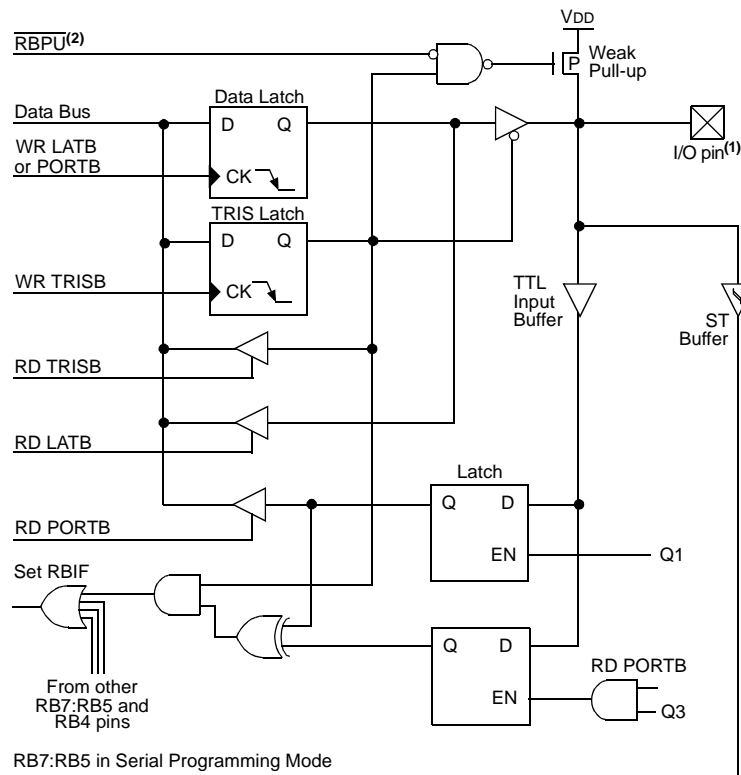 VDD
RBPU(2)
P
Weak
Pull-up
Data Bus
Data Latch
D Q
WR LATB
or PORTB
CK
I/O pin(1)
TRIS Latch
D Q
WR TRISB
CK
TTL
Input
Buffer
ST
Buffer
RD TRISB
RD LATB
Latch
Q D
RD PORTB
EN
Q1
Set RBIF
Q D
RD PORTB
EN
Q3
From other
RB7:RB5 and
RB4 pins
RB7:RB5 in Serial Programming Mode